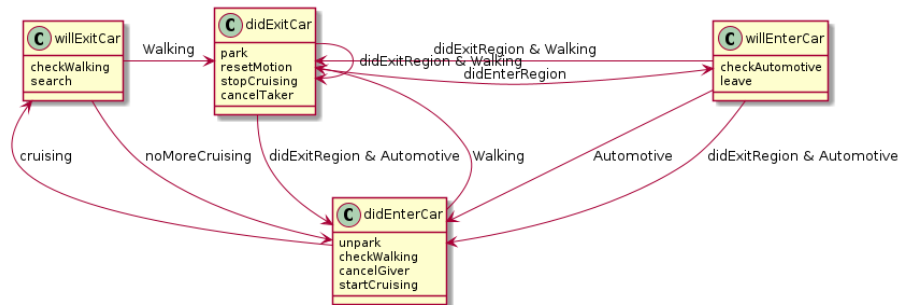 C willExitCar
checkWalking
search
Walking
C didExitCar
park
resetMotion
stopCruising
cancelTaker
didExitRegion & Walking
didExitRegion & Walking
didEnterRegion
C willEnterCar
checkAutomotive
leave
cruising
noMoreCruising
didExitRegion & Automotive
Walking
Automotive
didExitRegion & Automotive
C didEnterCar
unpark
checkWalking
cancelGiver
startCruising